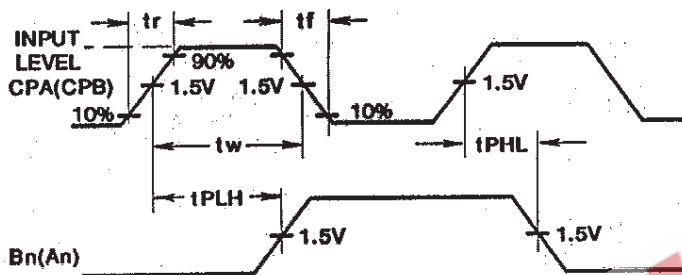 tr
tf
INPUT
LEVEL
CPA(CPB)
90%
1.5V
1.5V
1.5V
10%
10%
tw
tPHL
tPLH
1.5V
1.5V
Bn(An)